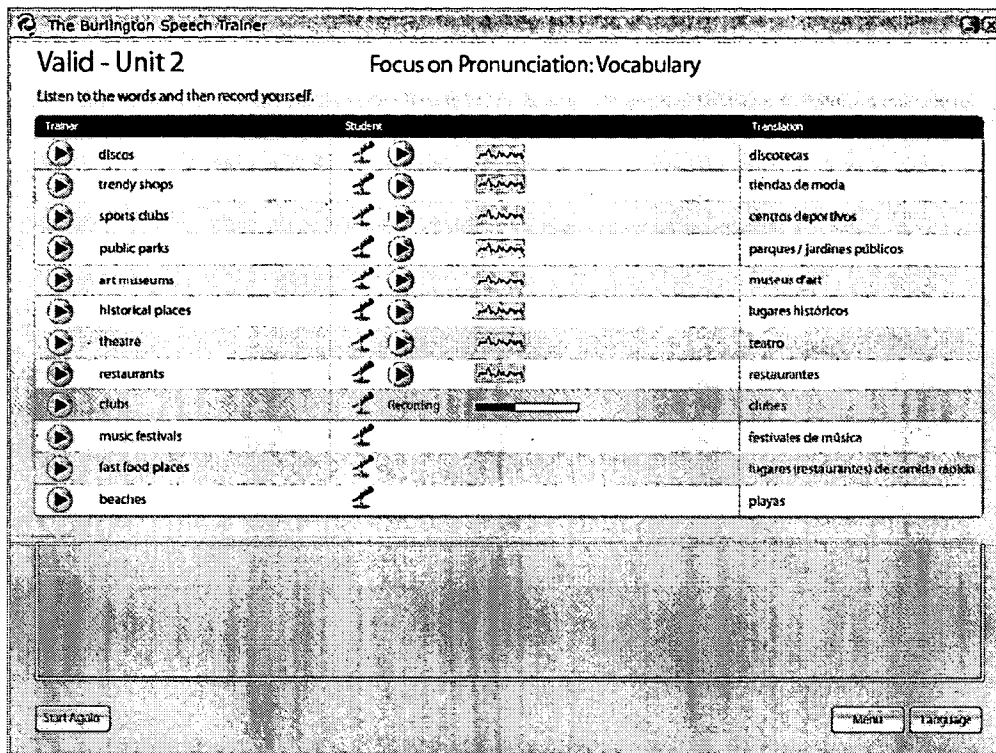 The Burlington Speech Trainer
Valid - Unit 2 Focus on Pronunciation: Vocabulary
Listen to the words and then record yourself.
Trainer Student Translation
discos discotecas
trendy shops tiendas de moda
sports clubs centros deportivos
public parks parques / jardines públicos
art museums museus d'art
historical places lugares históricos
theatre teatro
restaurants restaurantes
clubs Recording clubes
music festivals festivales de música
fast food places lugares (restaurantes) de comida rápida
beaches playas
Start Again Menu Language